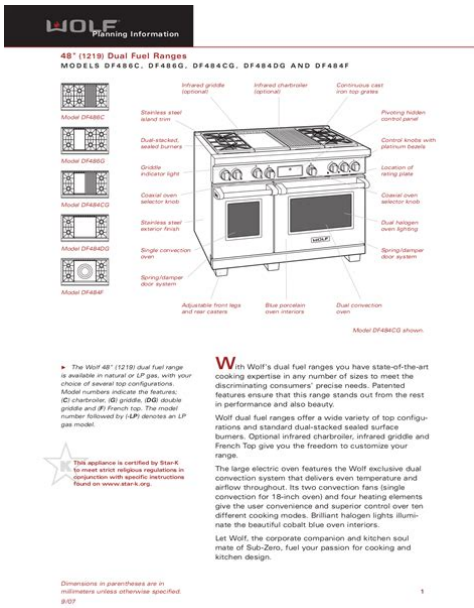 WOLF
Planning Information
48" (1219) Dual Fuel Ranges
MODELS DF486C, DF486G, DF484CG, DF484DG AND DF484F
Model DF486C
Model DF486G
Model DF484CG
Model DF484DG
Model DF484F
Infrared griddle
(optional)
Infrared charbroiler
(optional)
Continuous cast
iron top grates
Stainless steel
island trim
Dual-stacked,
sealed burners
Griddle
indicator light
Coaxial oven
selector knob
Stainless steel
exterior finish
Single convection
oven
Spring/damper
door system
Pivoting hidden
control panel
Control knobs with
platinum bezels
Location of
rating plate
Coaxial oven
selector knob
Dual halogen
oven lighting
Spring/damper
door system
WOLF
Adjustable front legs
and rear casters
Blue porcelain
oven interiors
Dual convection
oven
Model DF484CG shown.
► The Wolf 48" (1219) dual fuel range
is available in natural or LP gas, with your
choice of several top configurations.
Model numbers indicate the features;
(C) charbroiler, (G) griddle, (DG) double
griddle and (F) French top. The model
number followed by (-LP) denotes an LP
gas model.
K
This appliance is certified by Star-K
to meet strict religious regulations in
conjunction with specific instructions
found on www.star-k.org.
With Wolf's dual fuel ranges you have state-of-the-art
cooking expertise in any number of sizes to meet the
discriminating consumers' precise needs. Patented
features ensure that this range stands out from the rest
in performance and also beauty.
Wolf dual fuel ranges offer a wide variety of top configu-
rations and standard dual-stacked sealed surface
burners. Optional infrared charbroiler, infrared griddle and
French Top give you the freedom to customize your
range.
The large electric oven features the Wolf exclusive dual
convection system that delivers even temperature and
airflow throughout. Its two convection fans (single
convection for 18-inch oven) and four heating elements
give the user convenience and superior control over ten
different cooking modes. Brilliant halogen lights illumi-
nate the beautiful cobalt blue oven interiors.
Let Wolf, the corporate companion and kitchen soul
mate of Sub-Zero, fuel your passion for cooking and
kitchen design.
Dimensions in parentheses are in
millimeters unless otherwise specified.
9/07
1